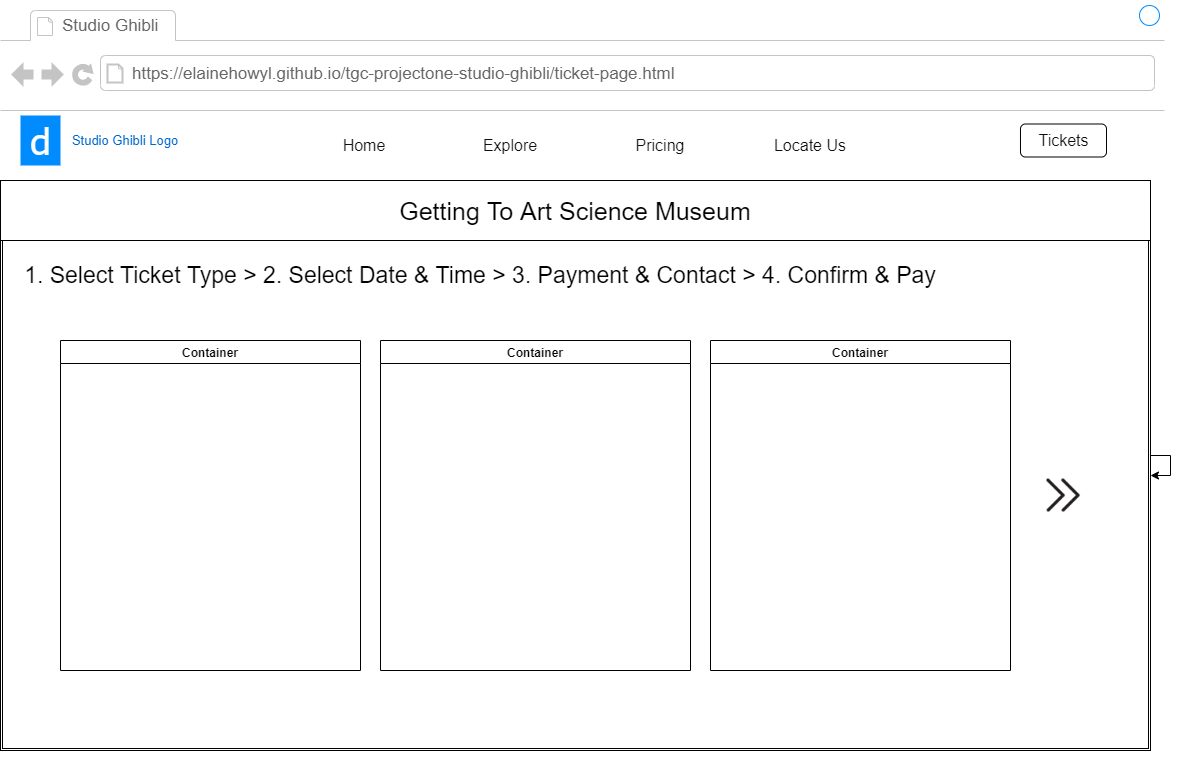 Studio Ghibli
https://elainehowyl.github.io/tgc-projectone-studio-ghibli/ticket-page.html
d
Studio Ghibli Logo
Home
Explore
Pricing
Locate Us
Tickets
Getting To Art Science Museum
1. Select Ticket Type > 2. Select Date & Time > 3. Payment & Contact > 4. Confirm & Pay
Container
Container
Container